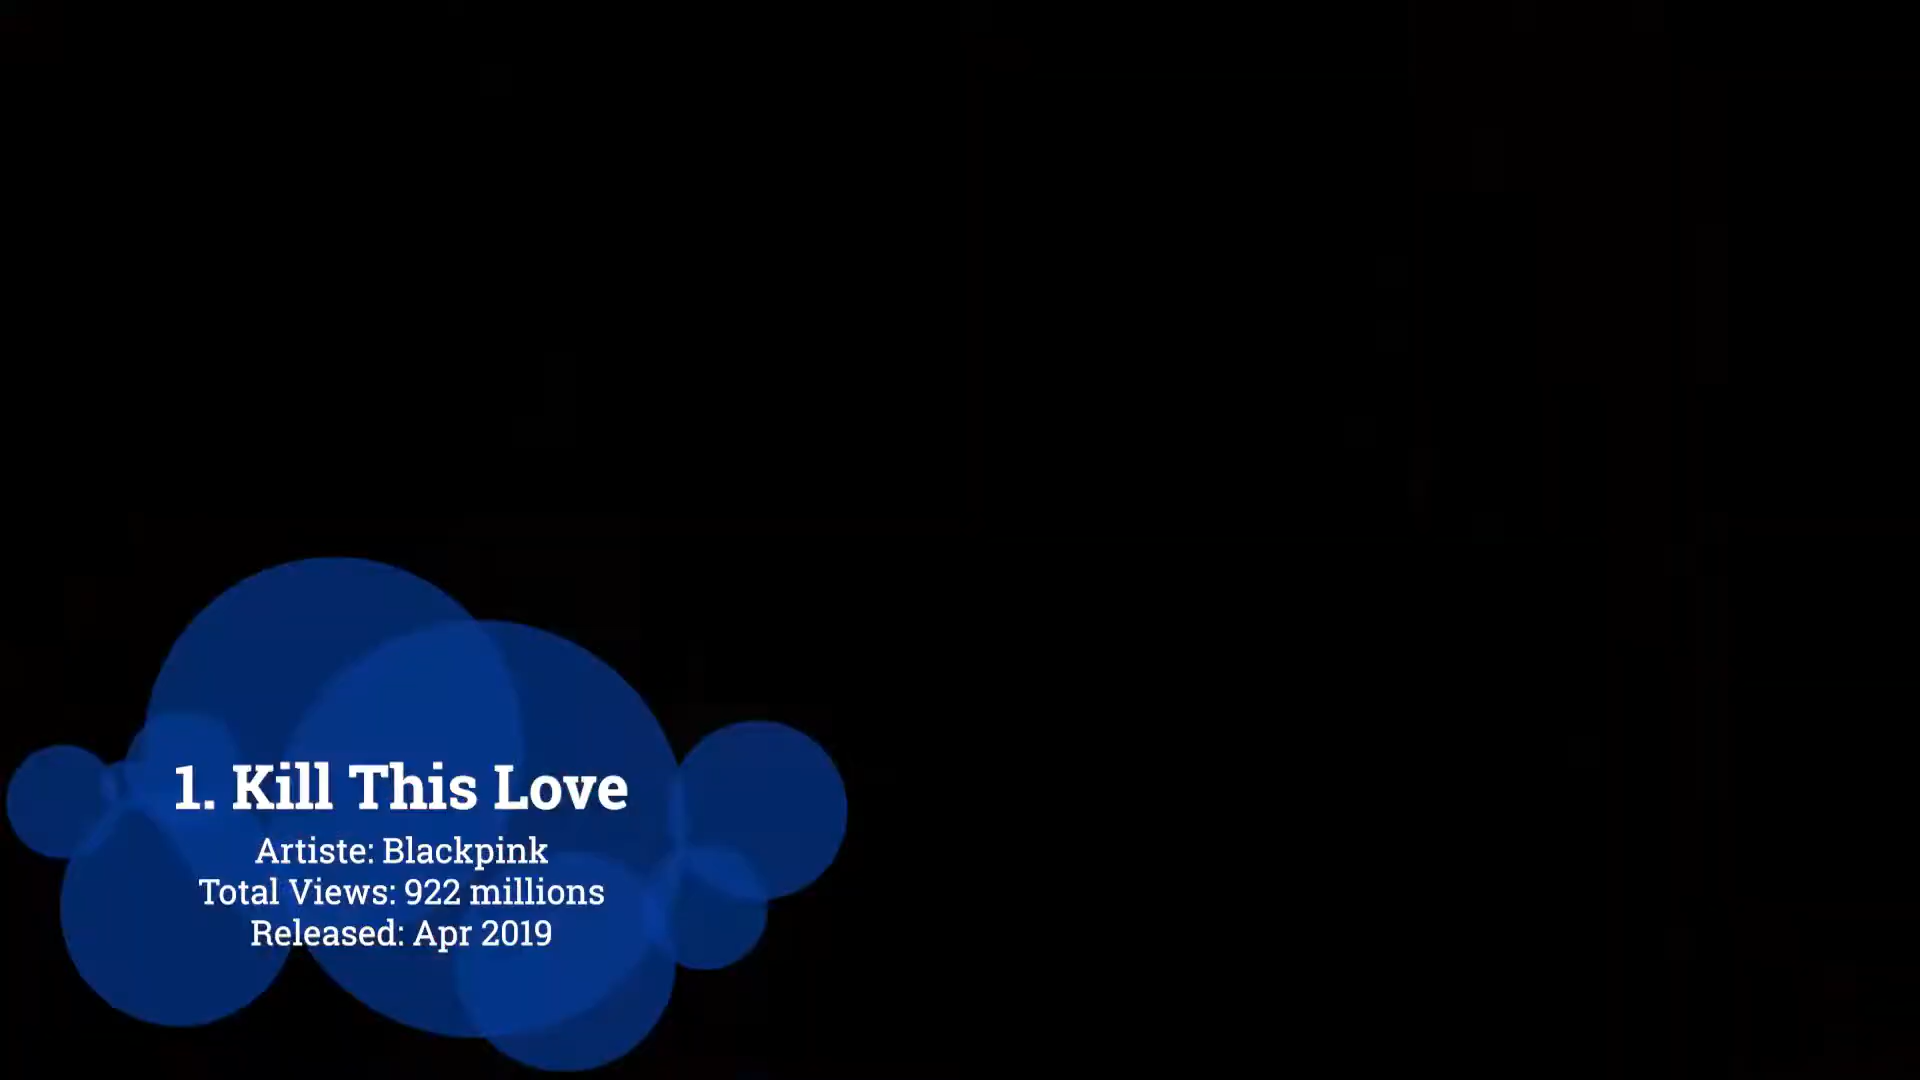 1. Kill This Love
Artiste: Blackpink
Total Views: 922 millions
Released: Apr 2019